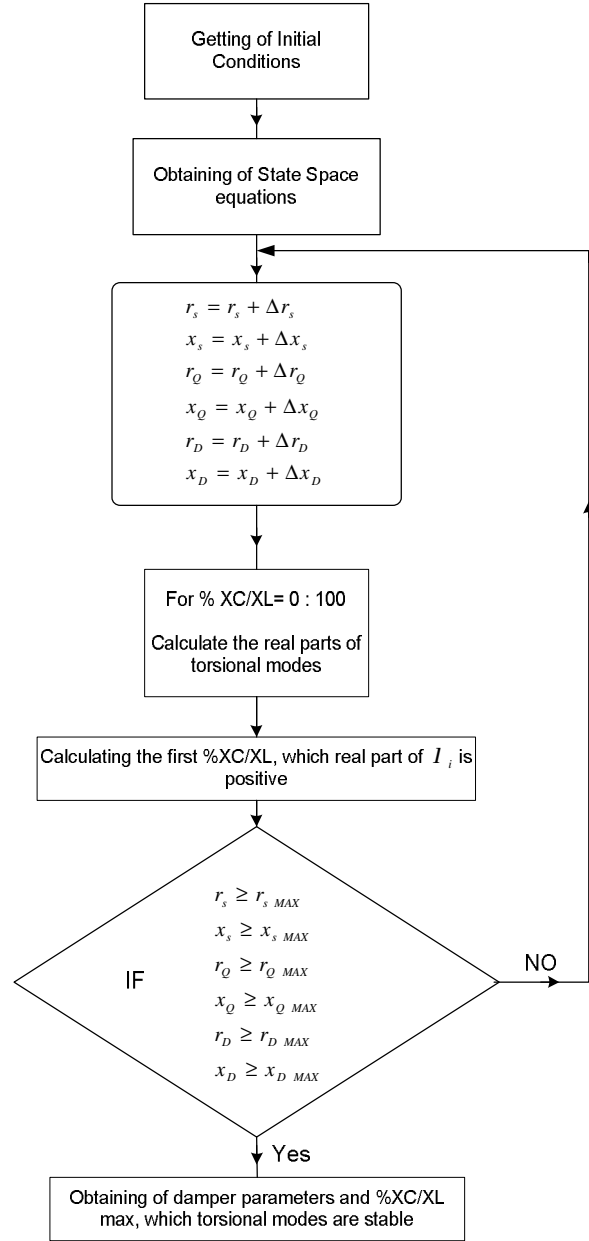 Getting of Initial
Conditions
Obtaining of State Space
equations
r_s = r_s + Δr_s
x_s = x_s + Δx_s
r_Q = r_Q + Δr_Q
x_Q = x_Q + Δx_Q
r_D = r_D + Δr_D
x_D = x_D + Δx_D
For % XC/XL= 0 : 100
Calculate the real parts of
torsional modes
Calculating the first %XC/XL, which real part of l_i is
positive
IF
r_s ≥ r_s MAX
x_s ≥ x_s MAX
r_Q ≥ r_Q MAX
x_Q ≥ x_Q MAX
r_D ≥ r_D MAX
x_D ≥ x_D MAX
NO
Yes
Obtaining of damper parameters and %XC/XL
max, which torsional modes are stable